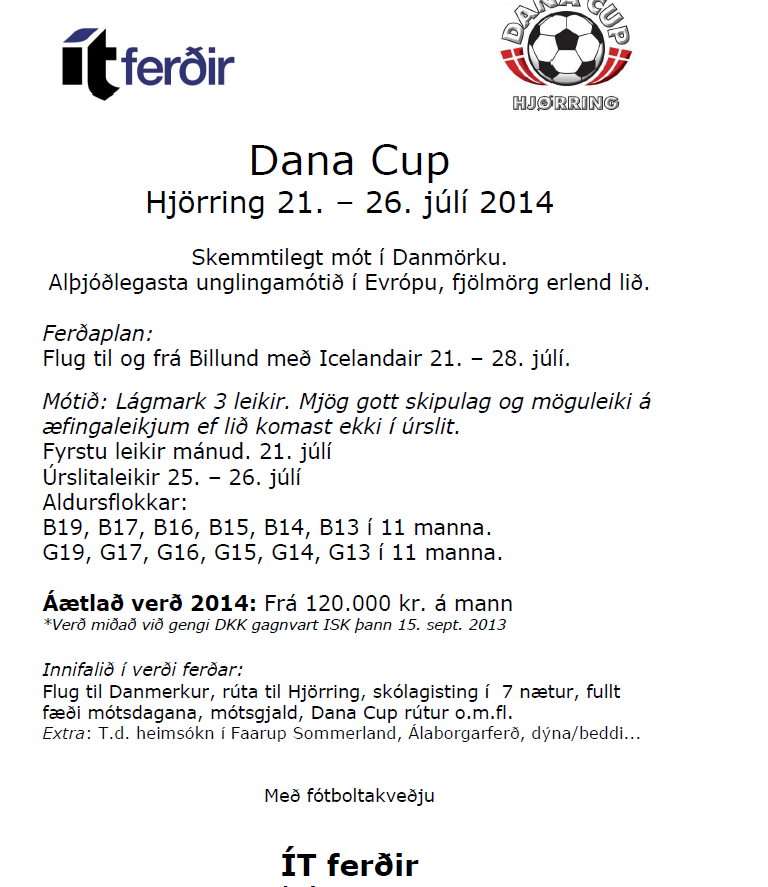 ít ferðir
DANA CUP
HJØRRING
Dana Cup
Hjörring 21. – 26. júlí 2014
Skemmtilegt mót í Danmörku.
Alþjóðlegasta unglingamótið í Evrópu, fjölmörg erlend lið.
Ferðaplan:
Flug til og frá Billund með Icelandair 21. – 28. júlí.
Mótið: Lágmark 3 leikir. Mjög gott skipulag og möguleiki á
æfingaleikjum ef lið komast ekki í úrslit.
Fyrstu leikir mánud. 21. júlí
Úrslitaleikir 25. – 26. júlí
Aldursflokkar:
B19, B17, B16, B15, B14, B13 í 11 manna.
G19, G17, G16, G15, G14, G13 í 11 manna.
Áætlað verð 2014: Frá 120.000 kr. á mann
*Verð miðað við gengi DKK gagnvart ISK þann 15. sept. 2013
Innifalið í verði ferðar:
Flug til Danmerkur, rúta til Hjörring, skólagisting í  7 nætur, fullt
fæði mótsdagana, mótsgjald, Dana Cup rútur o.m.fl.
Extra: T.d. heimsókn í Faarup Sommerland, Álaborgarferð, dýna/beddi...
Með fótboltakveðju
ÍT ferðir